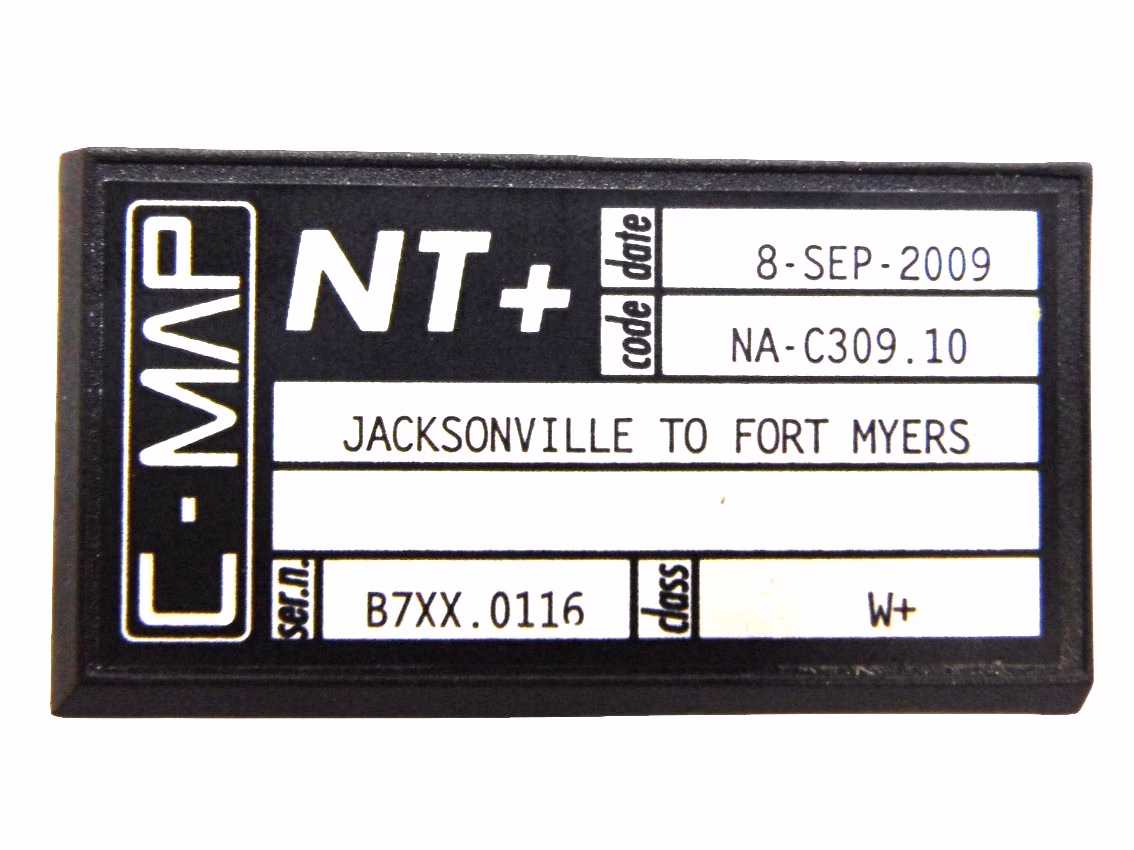 C-MAP
NT+
date 8-SEP-2009
code NA-C309.10
JACKSONVILLE TO FORT MYERS
ser.n. B7XX.0116 class W+